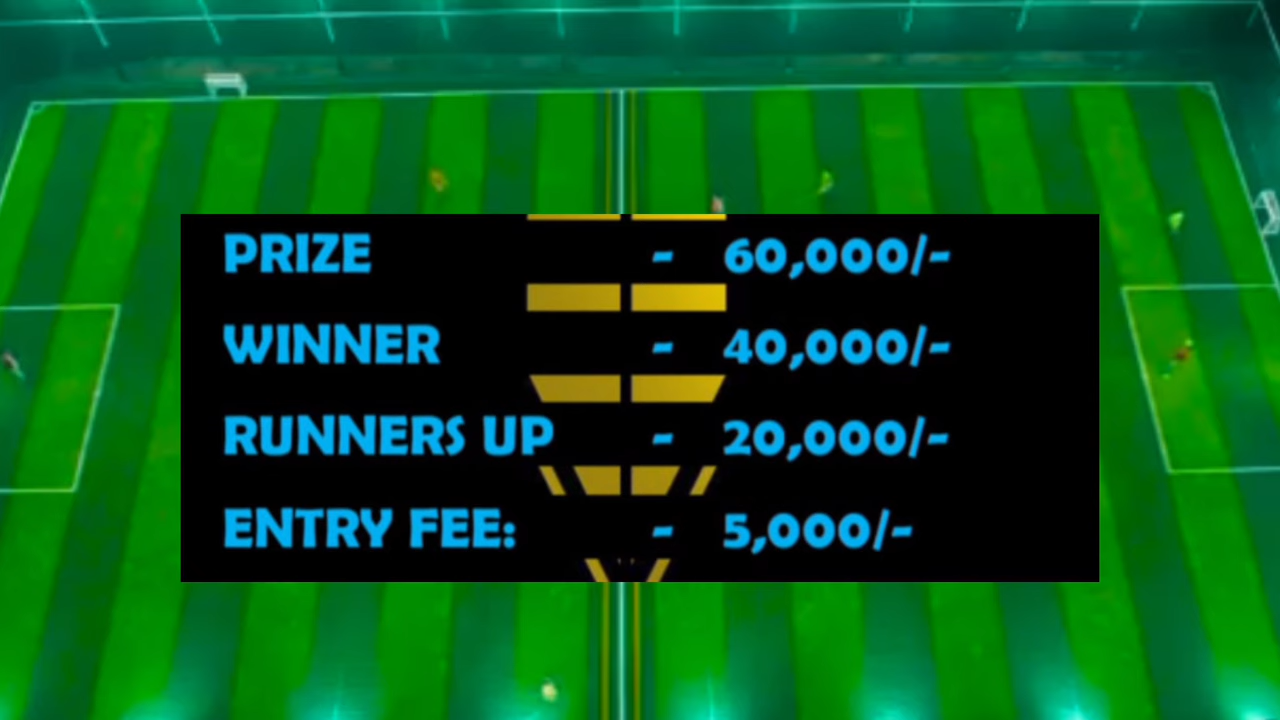 PRIZE - 60,000/-
WINNER - 40,000/-
RUNNERS UP - 20,000/-
ENTRY FEE: - 5,000/-